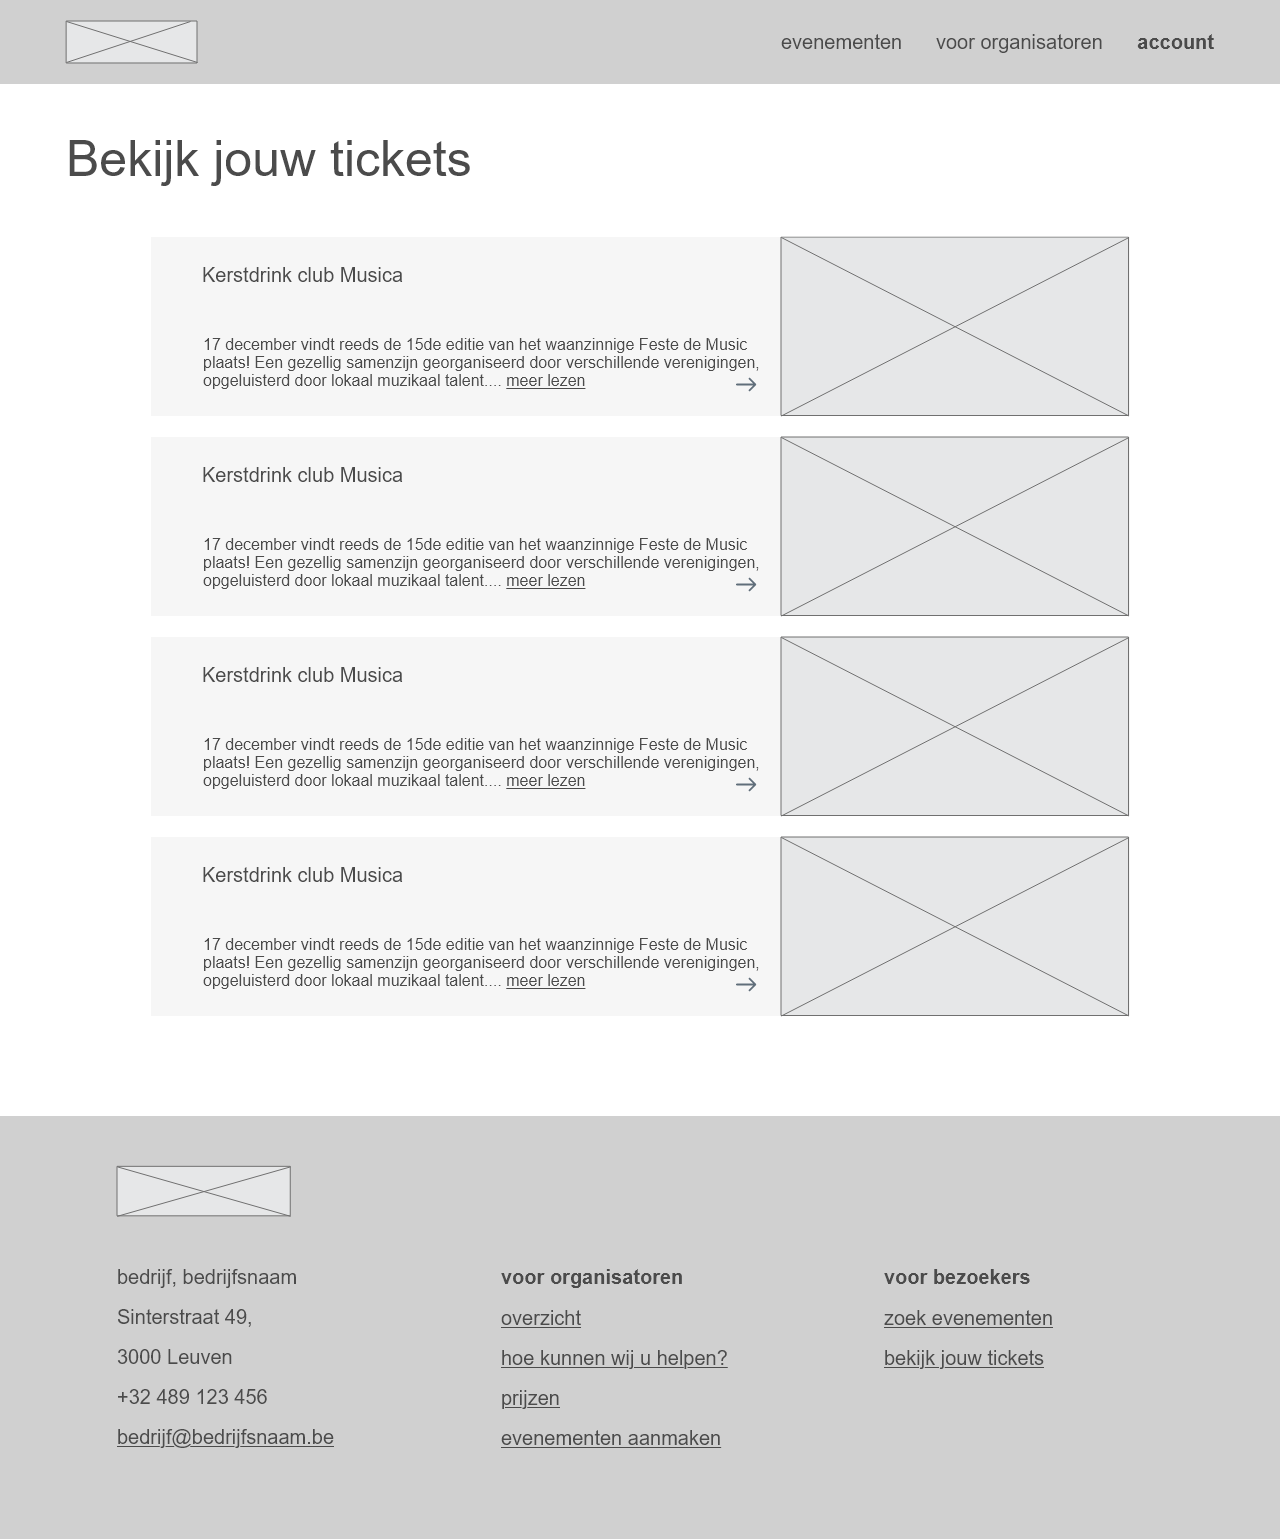 evenementen voor organisatoren account
Bekijk jouw tickets
Kerstdrink club Musica
17 december vindt reeds de 15de editie van het waanzinnige Feste de Music
plaats! Een gezellig samenzijn georganiseerd door verschillende verenigingen,
opgeluisterd door lokaal muzikaal talent.... meer lezen
Kerstdrink club Musica
17 december vindt reeds de 15de editie van het waanzinnige Feste de Music
plaats! Een gezellig samenzijn georganiseerd door verschillende verenigingen,
opgeluisterd door lokaal muzikaal talent.... meer lezen
Kerstdrink club Musica
17 december vindt reeds de 15de editie van het waanzinnige Feste de Music
plaats! Een gezellig samenzijn georganiseerd door verschillende verenigingen,
opgeluisterd door lokaal muzikaal talent.... meer lezen
Kerstdrink club Musica
17 december vindt reeds de 15de editie van het waanzinnige Feste de Music
plaats! Een gezellig samenzijn georganiseerd door verschillende verenigingen,
opgeluisterd door lokaal muzikaal talent.... meer lezen
bedrijf, bedrijfsnaam
Sinterstraat 49,
3000 Leuven
+32 489 123 456
bedrijf@bedrijfsnaam.be
voor organisatoren
overzicht
hoe kunnen wij u helpen?
prijzen
evenementen aanmaken
voor bezoekers
zoek evenementen
bekijk jouw tickets